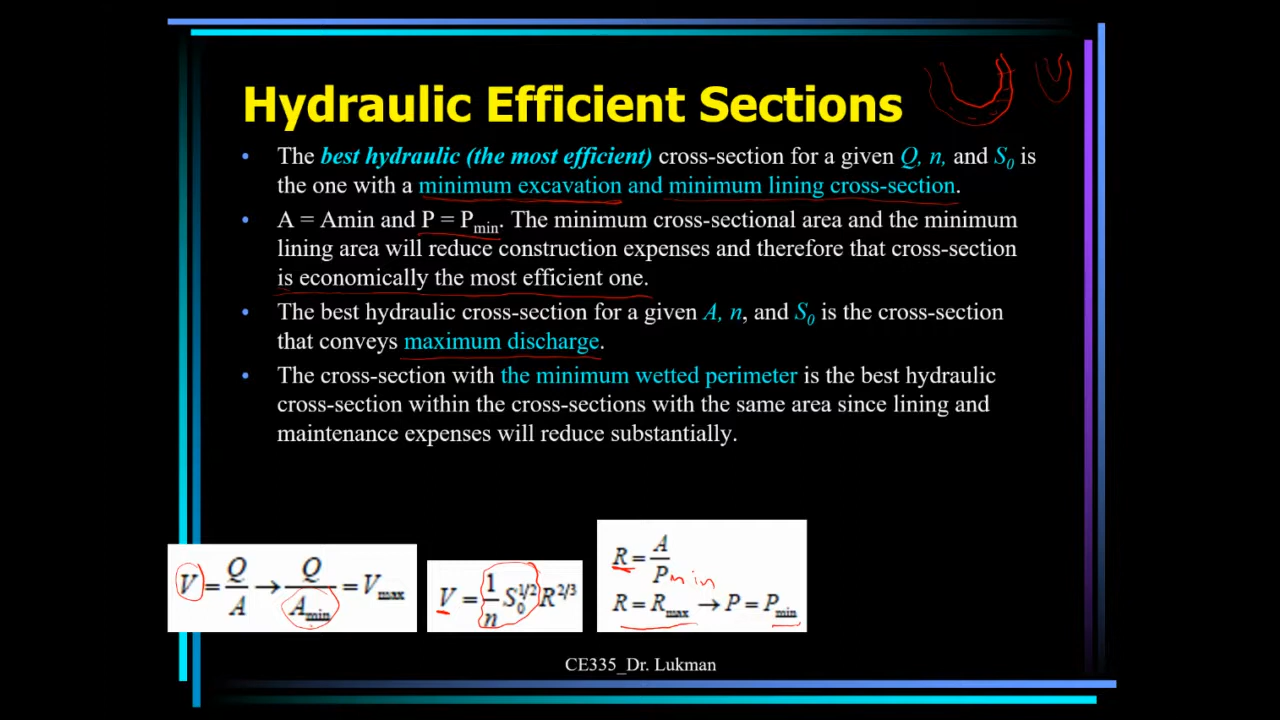 Hydraulic Efficient Sections
• The best hydraulic (the most efficient) cross-section for a given Q, n, and S₀ is
the one with a minimum excavation and minimum lining cross-section.
• A = Amin and P = Pmin. The minimum cross-sectional area and the minimum
lining area will reduce construction expenses and therefore that cross-section
is economically the most efficient one.
• The best hydraulic cross-section for a given A, n, and S₀ is the cross-section
that conveys maximum discharge.
• The cross-section with the minimum wetted perimeter is the best hydraulic
cross-section within the cross-sections with the same area since lining and
maintenance expenses will reduce substantially.
V = Q/A → Q/Amin = Vmax
V = 1/n S₀^1/2 R^2/3
R = A/P min
R = Rmax → P = Pmin
CE335_Dr. Lukman